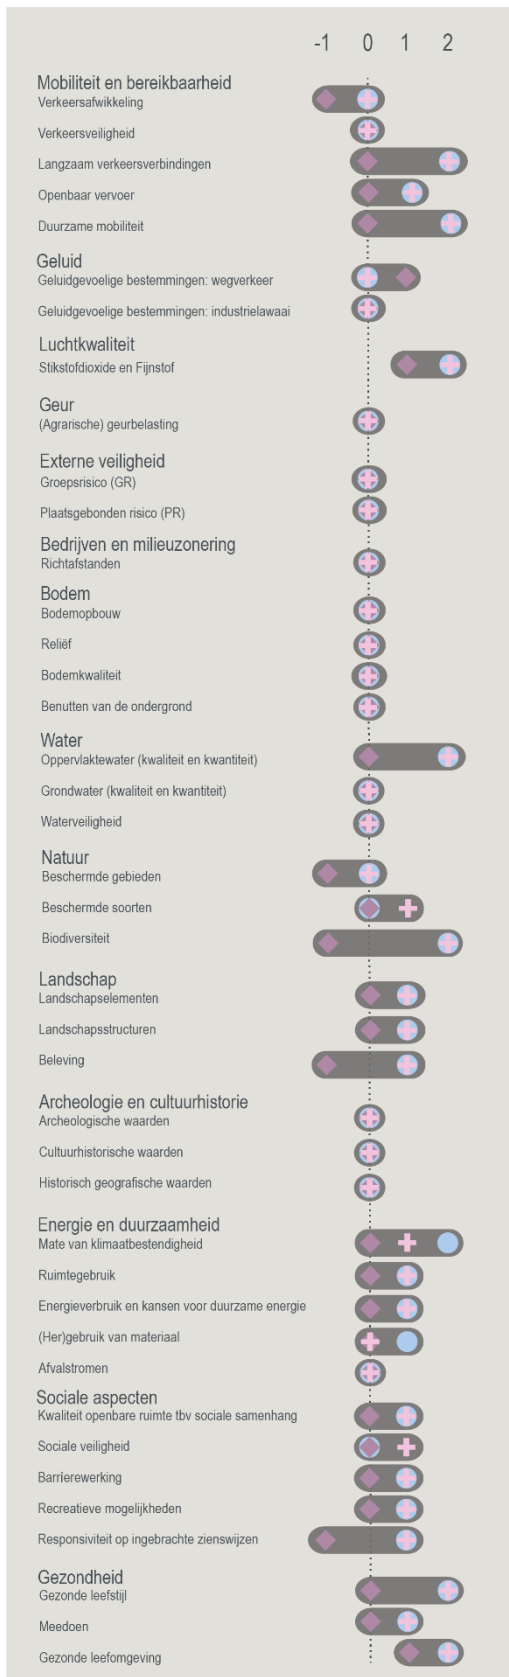 -1 0 1 2
Mobiliteit en bereikbaarheid
Verkeersafwikkeling
Verkeersveiligheid
Langzaam verkeersverbindingen
Openbaar vervoer
Duurzame mobiliteit
Geluid
Geluidgevoelige bestemmingen: wegverkeer
Geluidgevoelige bestemmingen: industrielawaai
Luchtkwaliteit
Stikstofdioxide en Fijnstof
Geur
(Agrarische) geurbelasting
Externe veiligheid
Groepsrisico (GR)
Plaatsgebonden risico (PR)
Bedrijven en milieuzonering
Richtafstanden
Bodem
Bodemopbouw
Reliëf
Bodemkwaliteit
Benutten van de ondergrond
Water
Oppervlaktewater (kwaliteit en kwantiteit)
Grondwater (kwaliteit en kwantiteit)
Waterveiligheid
Natuur
Beschermde gebieden
Beschermde soorten
Biodiversiteit
Landschap
Landschapselementen
Landschapsstructuren
Beleving
Archeologie en cultuurhistorie
Archeologische waarden
Cultuurhistorische waarden
Historisch geografische waarden
Energie en duurzaamheid
Mate van klimaatbestendigheid
Ruimtegebruik
Energieverbruik en kansen voor duurzame energie
(Her)gebruik van materiaal
Afvalstromen
Sociale aspecten
Kwaliteit openbare ruimte tbv sociale samenhang
Sociale veiligheid
Barrierewerking
Recreatieve mogelijkheden
Responsiviteit op ingebrachte zienswijzen
Gezondheid
Gezonde leefstijl
Meedoen
Gezonde leefomgeving